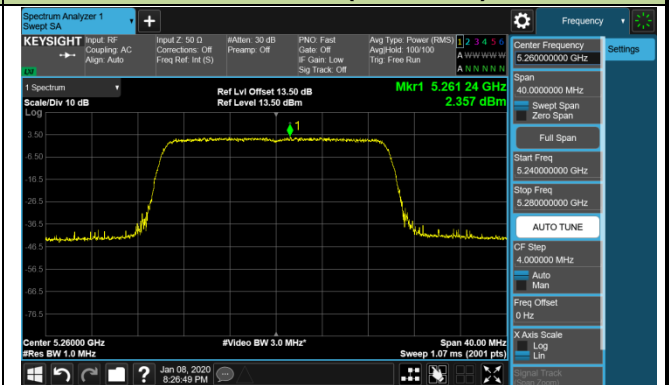 Spectrum Analyzer 1
Swept SA
+
Frequency
KEYSIGHT
Input: RF
Coupling: AC
Align: Auto
Input Z: 50 Ω
Corrections: Off
Freq Ref: Int (S)
#Atten: 30 dB
Preamp: Off
PNO: Fast
Gate: Off
IF Gain: Low
Sig Track: Off
Avg Type: Power (RMS)
Avg|Hold: 100/100
Trig: Free Run
1 2 3 4 5 6
A W W W W W
A N N N N N
Center Frequency
5.260000000 GHz
Settings
Span
40.0000000 MHz
Swept Span
Zero Span
Full Span
Start Freq
5.240000000 GHz
Stop Freq
5.280000000 GHz
AUTO TUNE
CF Step
4.000000 MHz
Auto
Man
Freq Offset
0 Hz
X Axis Scale
Log
Lin
Signal Track
(Span Zoom)
1 Spectrum
Scale/Div 10 dB
Log
Ref Lvl Offset 13.50 dB
Ref Level 13.50 dBm
Mkr1 5.261 24 GHz
2.357 dBm
1
3.50
-6.50
-16.5
-26.5
-36.5
-46.5
-56.5
-66.5
-76.5
Center 5.26000 GHz
#Res BW 1.0 MHz
#Video BW 3.0 MHz*
Span 40.00 MHz
Sweep 1.07 ms (2001 pts)
?
Jan 08, 2020
8:26:49 PM